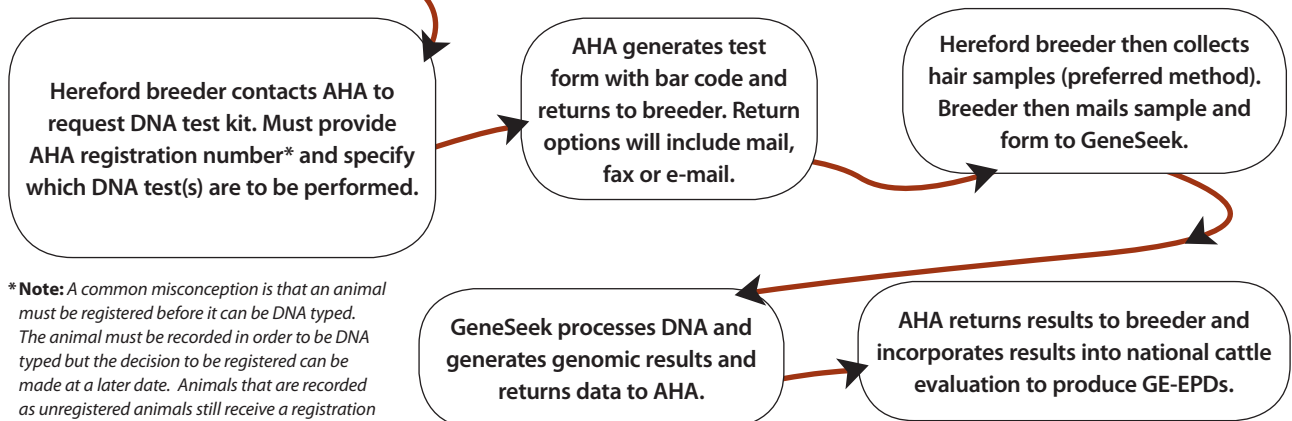 Hereford breeder contacts AHA to
request DNA test kit. Must provide
AHA registration number* and specify
which DNA test(s) are to be performed.
AHA generates test
form with bar code and
returns to breeder. Return
options will include mail,
fax or e-mail.
Hereford breeder then collects
hair samples (preferred method).
Breeder then mails sample and
form to GeneSeek.
GeneSeek processes DNA and
generates genomic results and
returns data to AHA.
AHA returns results to breeder and
incorporates results into national cattle
evaluation to produce GE-EPDs.
*Note: A common misconception is that an animal
must be registered before it can be DNA typed.
The animal must be recorded in order to be DNA
typed but the decision to be registered can be
made at a later date. Animals that are recorded
as unregistered animals still receive a registration